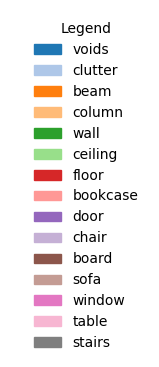 Legend
voids
clutter
beam
column
wall
ceiling
floor
bookcase
door
chair
board
sofa
window
table
stairs